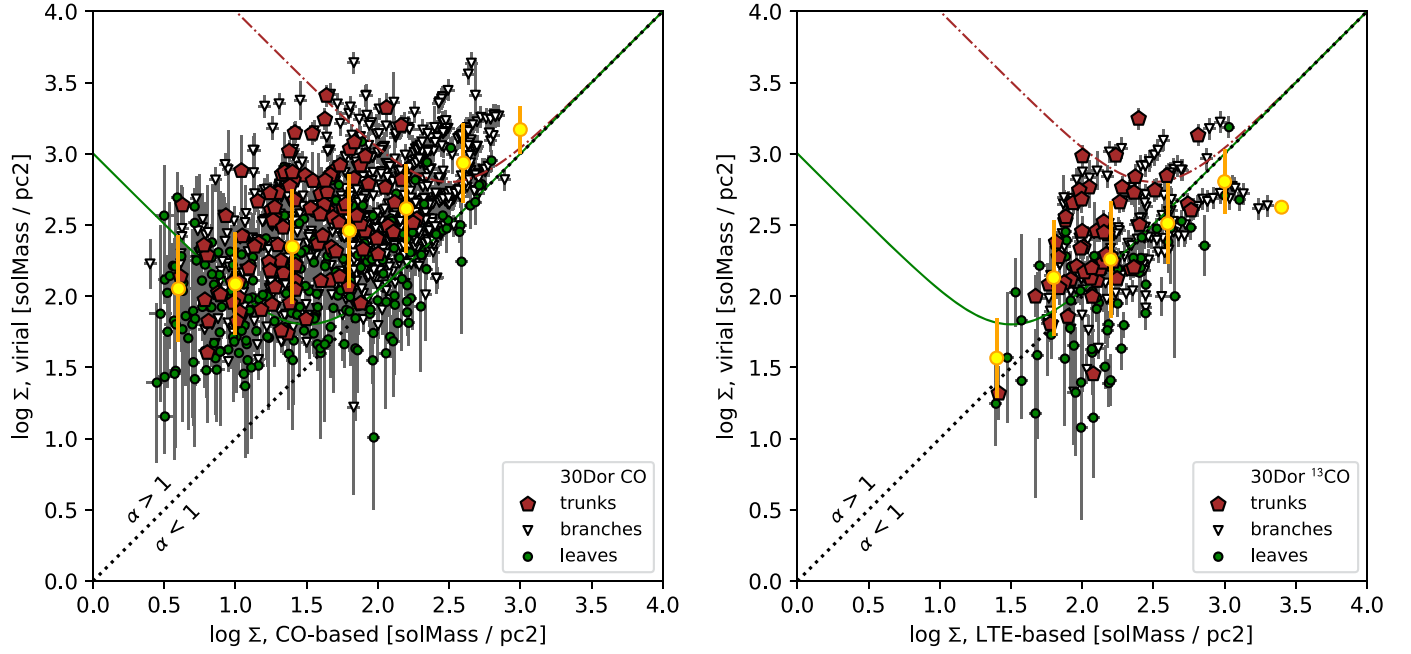 4.0
3.5
3.0
2.5
2.0
1.5
1.0
0.5
0.0
log Σ, virial [solMass / pc2]
α > 1
α < 1
30Dor CO
trunks
branches
leaves
0.0 0.5 1.0 1.5 2.0 2.5 3.0 3.5 4.0
log Σ, CO-based [solMass / pc2]
4.0
3.5
3.0
2.5
2.0
1.5
1.0
0.5
0.0
log Σ, virial [solMass / pc2]
α > 1
α < 1
30Dor ¹³CO
trunks
branches
leaves
0.0 0.5 1.0 1.5 2.0 2.5 3.0 3.5 4.0
log Σ, LTE-based [solMass / pc2]